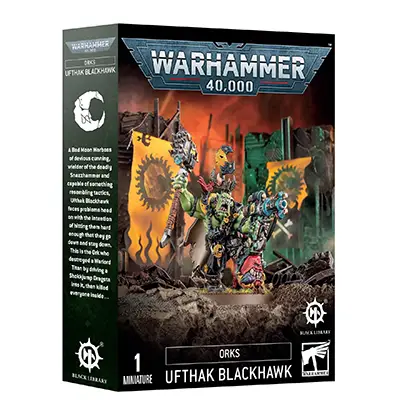 WARHAMMER
40,000
ORKS
UFTHAK BLACKHAWK
A Bad Moon Warboss
of devious cunning,
wielder of the deadly
Snazzhammer and
capable of something
resembling tactics,
Ufthak Blackhawk
faces problems head
on with the intention
of hitting them hard
enough that they go
down and stay down.
This is the Ork who
destroyed a Warlord
Titan by driving a
Shokkjump Dragsta
into it, then killed
everyone inside...
BLACK LIBRARY
WARHAMMER
40,000
BLACK LIBRARY
1
MINIATURE
ORKS
UFTHAK BLACKHAWK
WARHAMMER